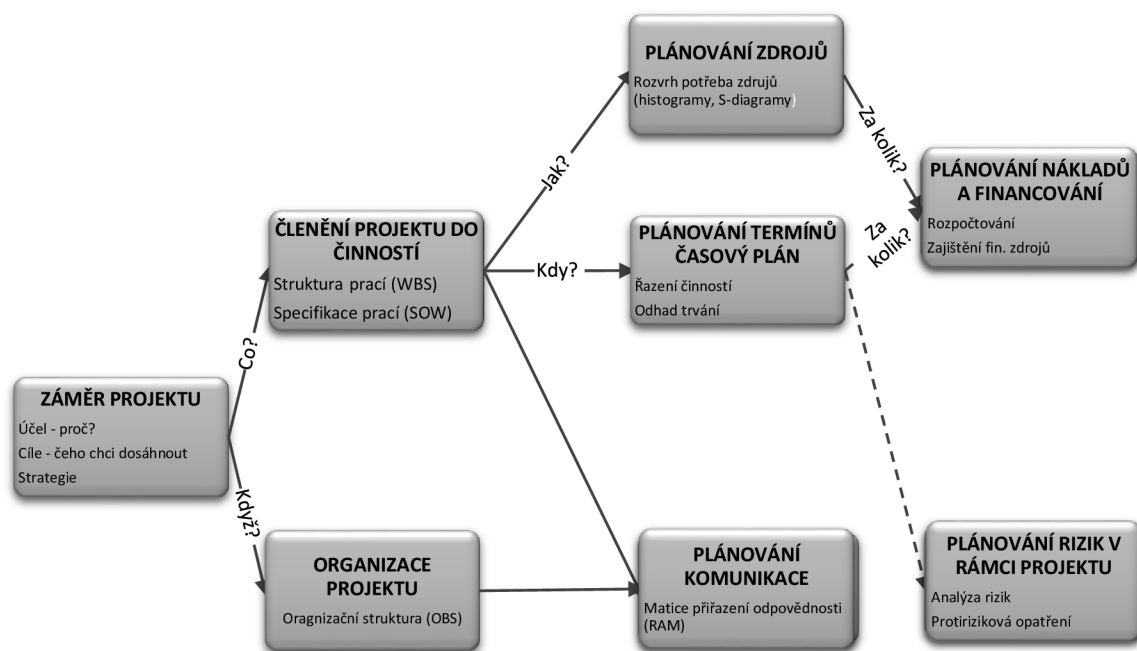 PLÁNOVÁNÍ ZDROJŮ
Rozvrh potřeba zdrujů
(histogramy, S-diagramy)
Za kolik?
PLÁNOVÁNÍ NÁKLADŮ
A FINANCOVÁNÍ
Rozpočtování
Zajištění fin. zdrojů
Jak?
ČLENĚNÍ PROJEKTU DO
ČINNOSTÍ
Struktura prací (WBS)
Specifikace prací (SOW)
Kdy?
PLÁNOVÁNÍ TERMÍNŮ
ČASOVÝ PLÁN
Řazení činností
Odhad trvání
Za
kolik?
Co?
ZÁMĚR PROJEKTU
Účel - proč?
Cíle - čeho chci dosáhnout
Strategie
Když?
ORGANIZACE
PROJEKTU
Oragnizační struktura (OBS)
PLÁNOVÁNÍ
KOMUNIKACE
Matice přiřazení odpovědnosti
(RAM)
PLÁNOVÁNÍ RIZIK V
RÁMCI PROJEKTU
Analýza rizik
Protiriziková opatření